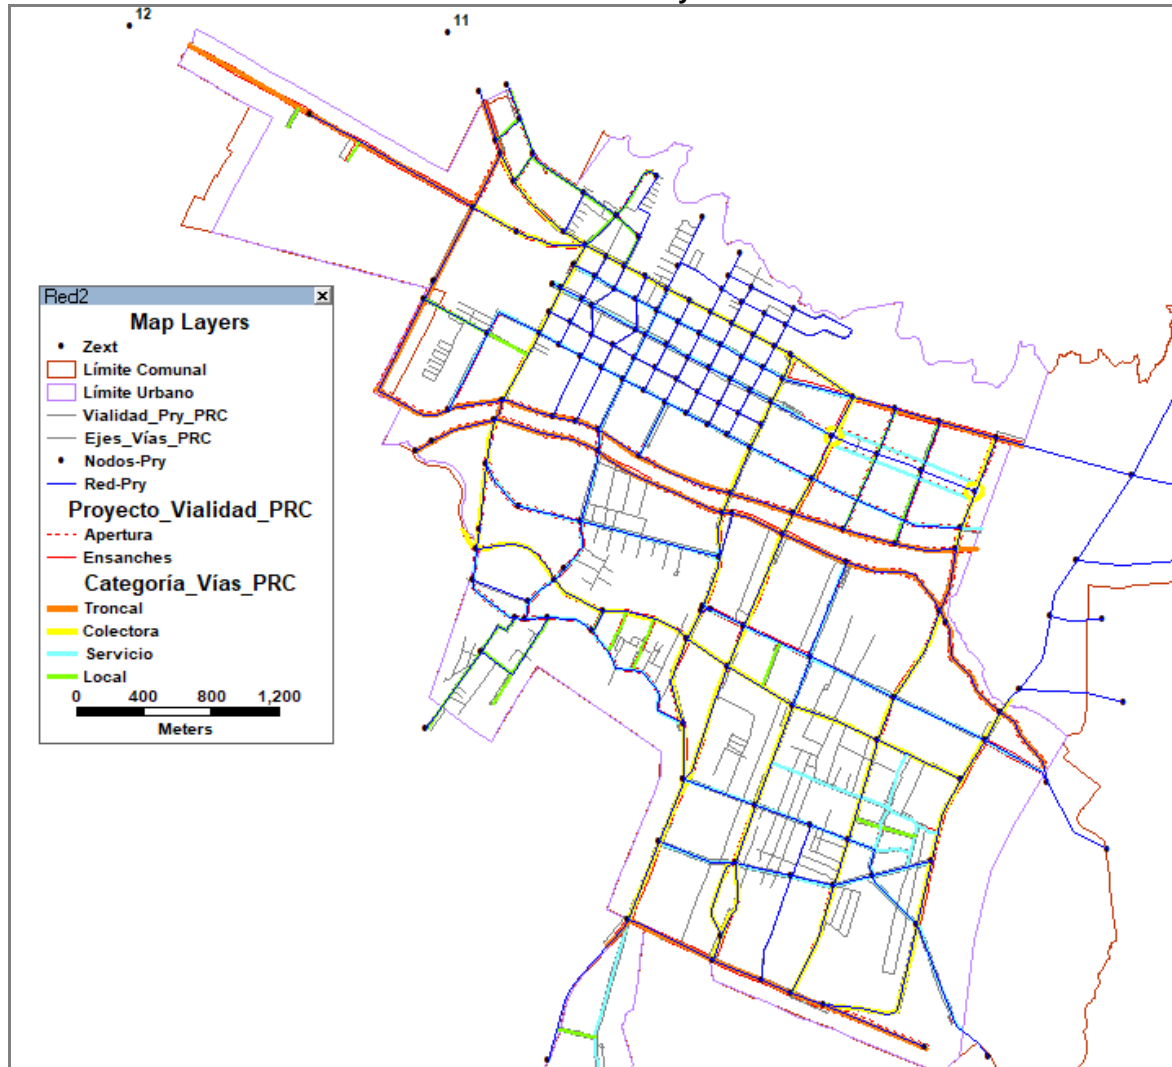 12
11
Red2
Map Layers
Zext
Límite Comunal
Límite Urbano
Vialidad_Pry_PRC
Ejes_Vías_PRC
Nodos-Pry
Red-Pry
Proyecto_Vialidad_PRC
Apertura
Ensanches
Categoría_Vías_PRC
Troncal
Colectora
Servicio
Local
0 400 800 1,200
Meters